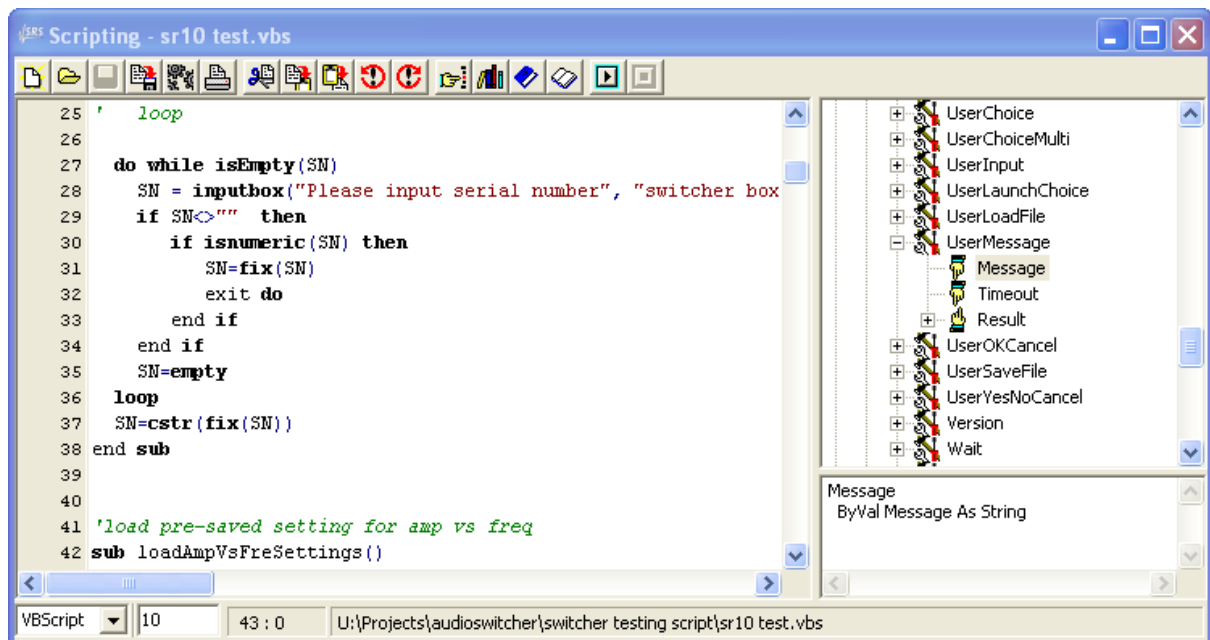 SRS Scripting - sr10 test.vbs
25 ' loop
26
27 do while isEmpty(SN)
28 SN = inputbox("Please input serial number", "switcher box
29 if SN<>"" then
30 if isnumeric(SN) then
31 SN=fix(SN)
32 exit do
33 end if
34 end if
35 SN=empty
36 loop
37 SN=cstr(fix(SN))
38 end sub
39
40
41 'load pre-saved setting for amp vs freq
42 sub loadAmpVsFreSettings()
UserChoice
UserChoiceMulti
UserInput
UserLaunchChoice
UserLoadFile
UserMessage
Message
Timeout
Result
UserOKCancel
UserSaveFile
UserYesNoCancel
Version
Wait
Message
ByVal Message As String
VBScript 10 43 : 0 U:\Projects\audioswitcher\switcher testing script\sr10 test.vbs